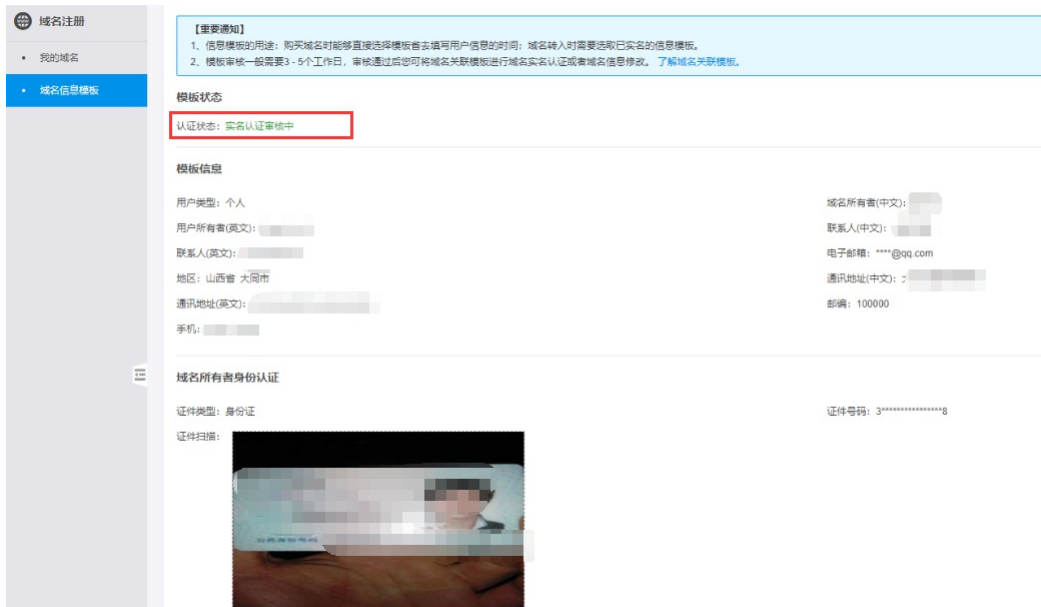 域名注册
我的域名
域名信息模板
【重要通知】
1、信息模板的用途：购买域名时能够直接选择模板省去填写用户信息的时间；域名转入时需要选取已实名的信息模板。
2、模板审核一般需要3 - 5个工作日，审核通过后您可将域名关联模板进行域名实名认证或者域名信息修改。 了解域名关联模板。
模板状态
认证状态：实名认证审核中
模板信息
用户类型：个人
域名所有者(中文)：
用户所有者(英文)：
联系人(中文)：
联系人(英文)：
电子邮箱：****@qq.com
地区：山西省 大同市
通讯地址(中文)：
通讯地址(英文)：
邮编：100000
手机：
域名所有者身份认证
证件类型：身份证
证件号码：3****************8
证件扫描：
公民身份号码